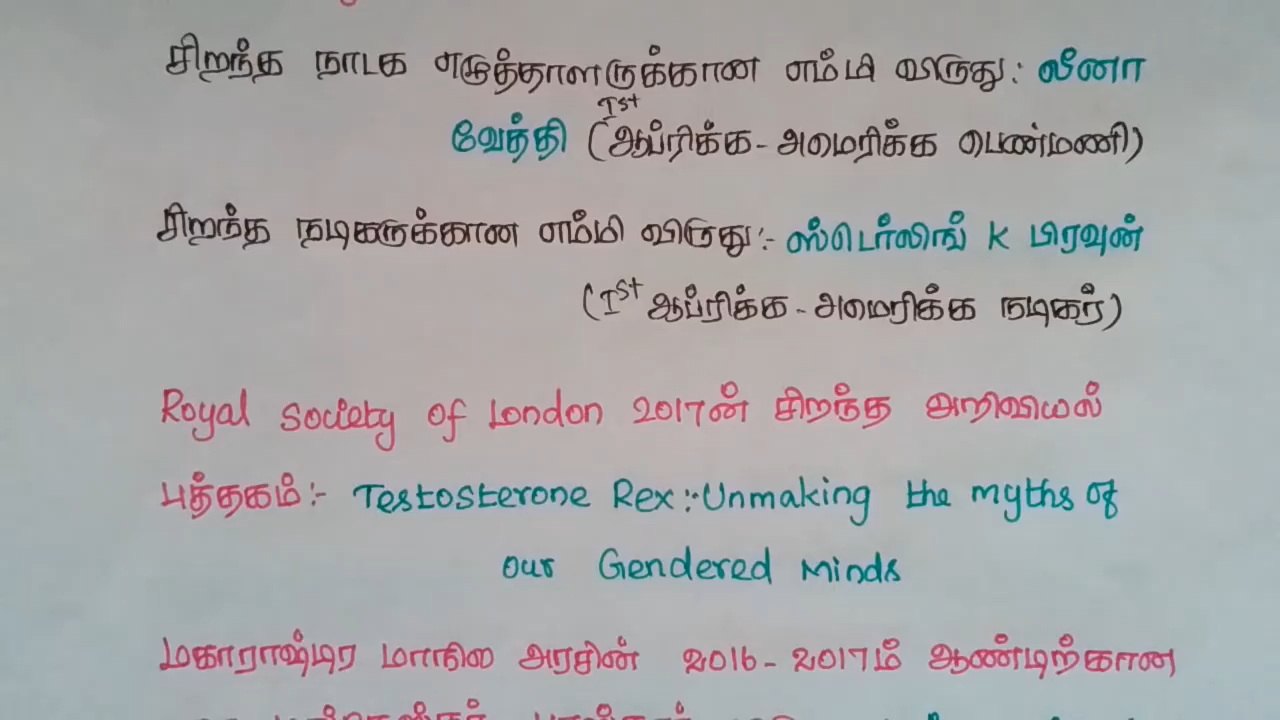 சிறந்த நாடக எழுத்தாளருக்கான எம்மி விருது:- லீனா
வேத்தி (Ist ஆப்ரிக்க-அமெரிக்க பெண்மணி)
சிறந்த நடிகருக்கான எம்மி விருது:- ஸ்டெர்லிங் K பிரவுன்
(Ist ஆப்ரிக்க-அமெரிக்க நடிகர்)
Royal Society of London 2017ன் சிறந்த அறிவியல்
புத்தகம்:- Testosterone Rex:-Unmaking the myths of
our Gendered Minds
மகாராஷ்டிர மாநில அரசின் 2016-2017ம் ஆண்டிற்கான